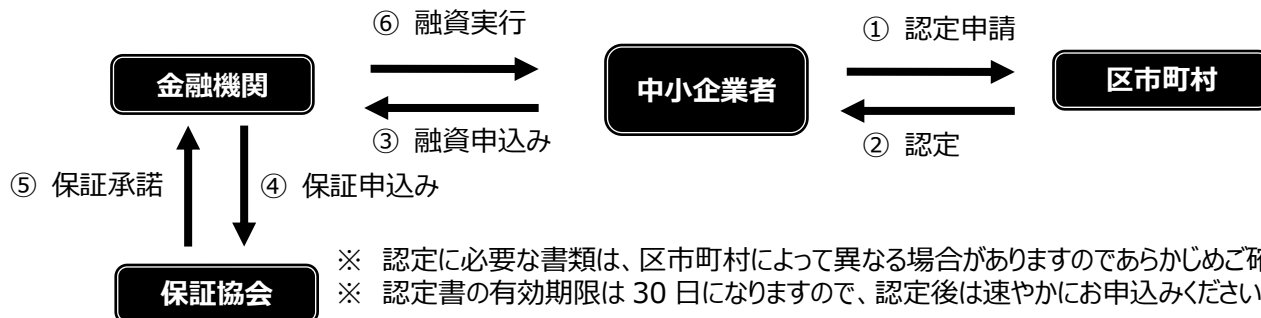 ⑥ 融資実行
① 認定申請
金融機関
中小企業者
区市町村
③ 融資申込み
② 認定
⑤ 保証承諾
④ 保証申込み
保証協会
※ 認定に必要な書類は、区市町村によって異なる場合がありますのであらかじめご確
※ 認定書の有効期限は 30 日になりますので、認定後は速やかにお申込みください